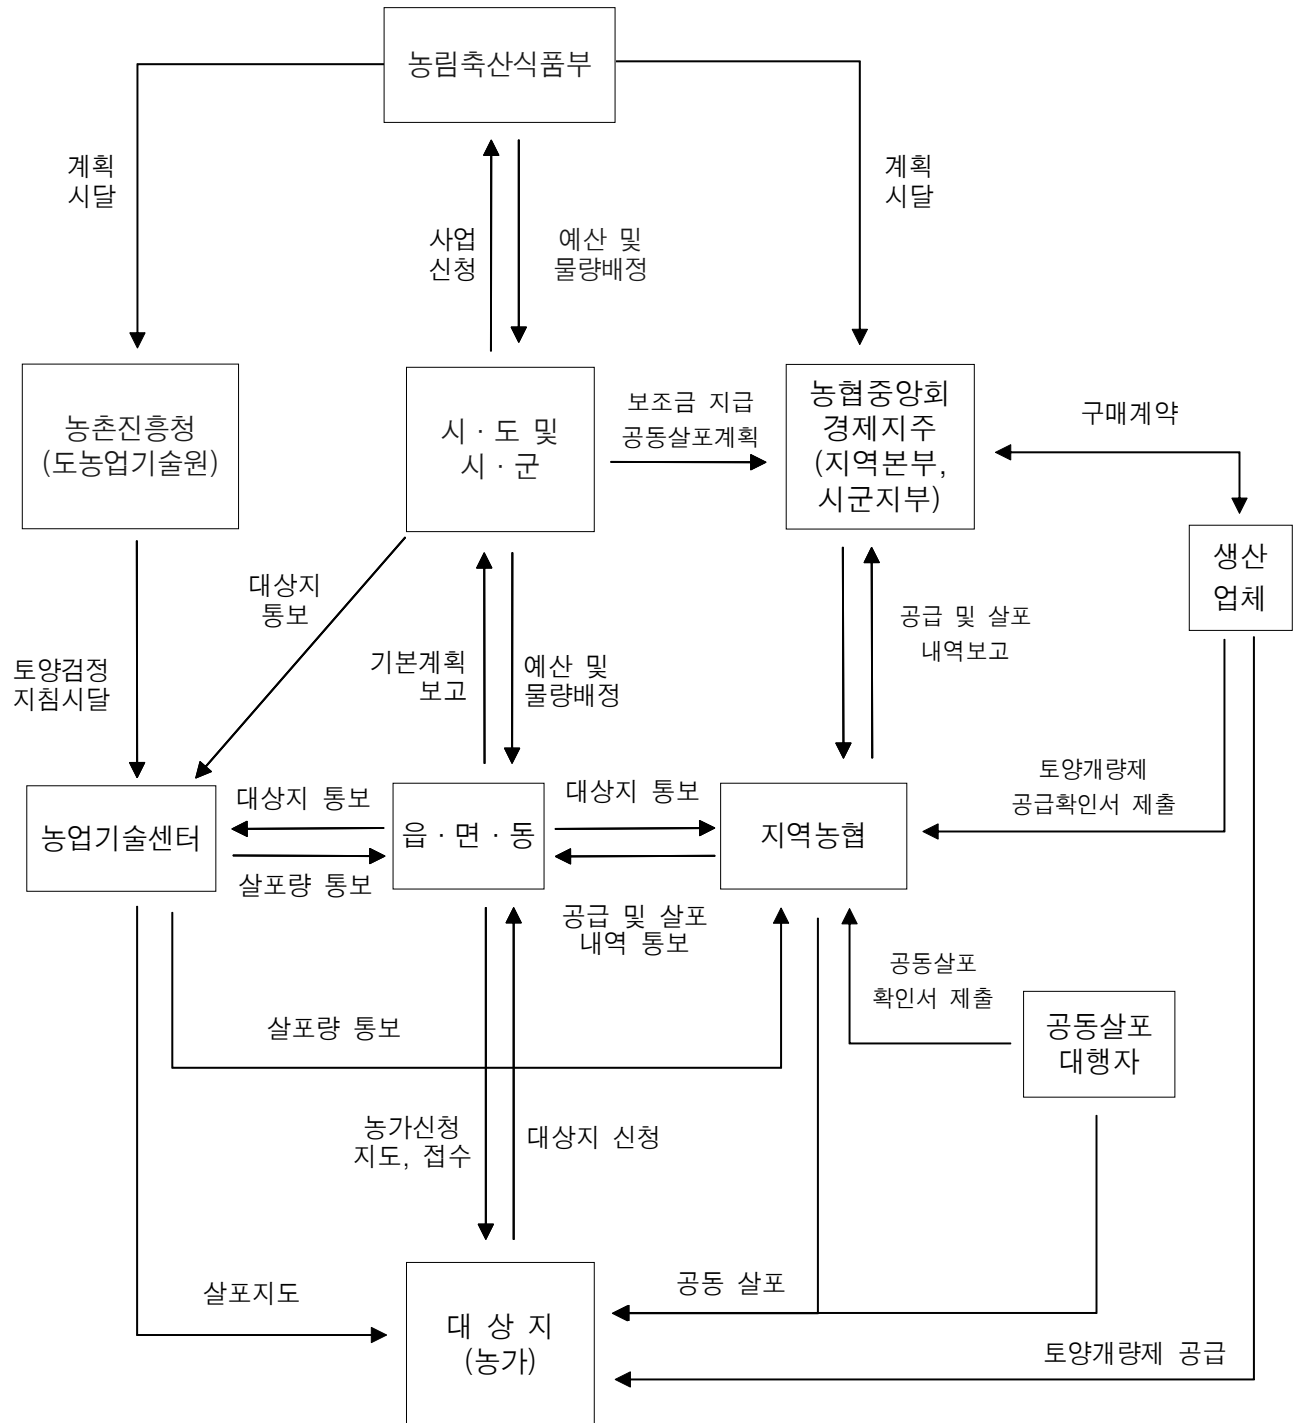 농림축산식품부
계획
시달
계획
시달
사업
신청
예산 및
물량배정
농촌진흥청
(도농업기술원)
시 · 도 및
시 · 군
보조금 지급
공동살포계획
농협중앙회
경제지주
(지역본부,
시군지부)
구매계약
생산
업체
대상지
통보
토양검정
지침시달
기본계획
보고
예산 및
물량배정
공급 및 살포
내역보고
토양개량제
공급확인서 제출
농업기술센터
대상지 통보
살포량 통보
읍 · 면 · 동
대상지 통보
공급 및 살포
내역 통보
지역농협
공동살포
확인서 제출
공동살포
대행자
살포량 통보
농가신청
지도, 접수
대상지 신청
살포지도
대 상 지
(농가)
공동 살포
토양개량제 공급